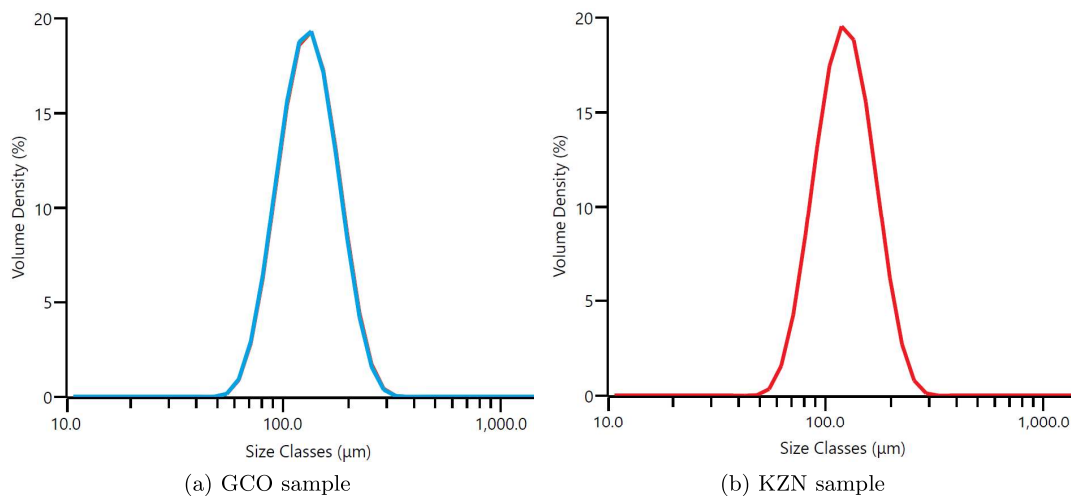 20
15
10
5
0
Volume Density (%)
10.0
100.0
1,000.0
Size Classes (µm)
(a) GCO sample
20
15
10
5
0
Volume Density (%)
10.0
100.0
1,000.0
Size Classes (µm)
(b) KZN sample